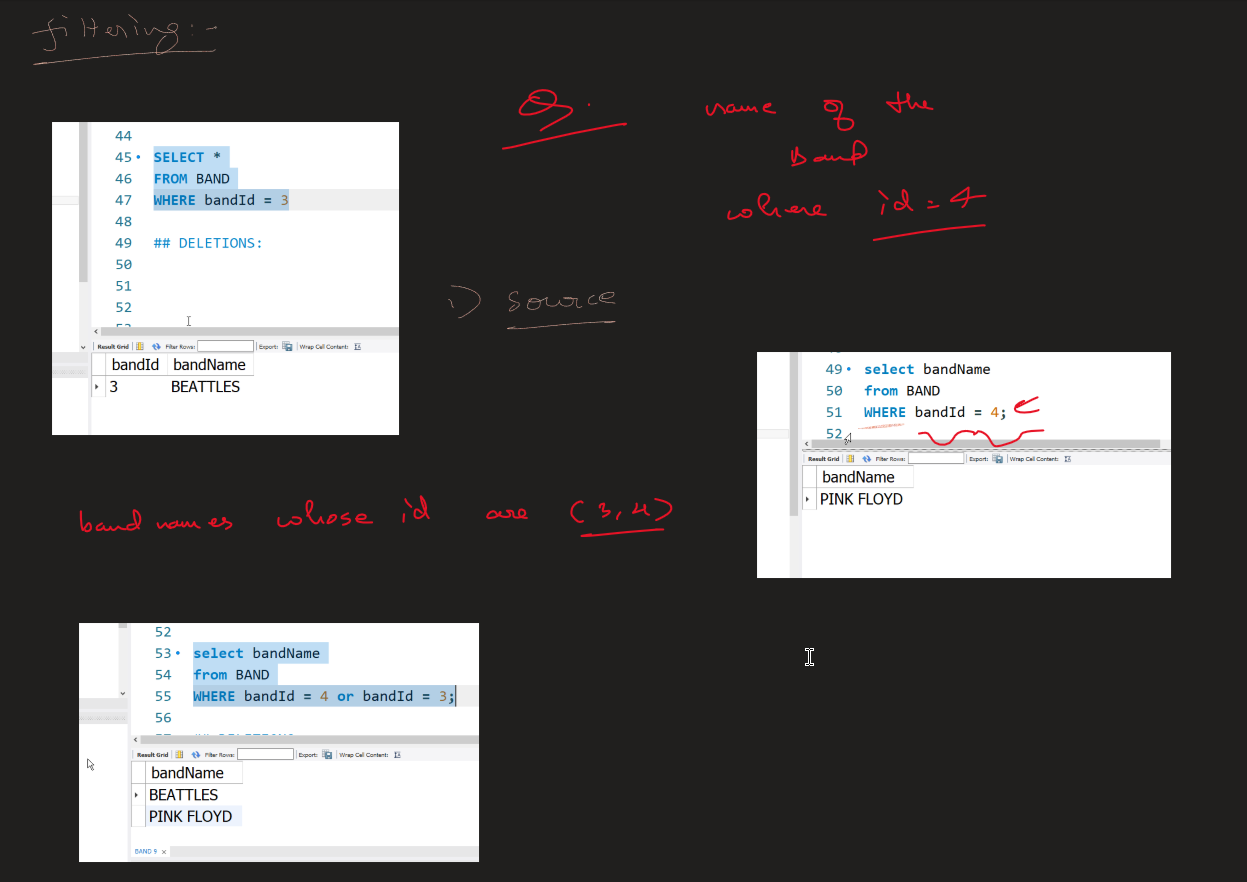 filtering :-
Q.
name of the
Band
where id = 4
44
45 SELECT *
46 FROM BAND
47 WHERE bandId = 3
48
49 ## DELETIONS:
50
51
52
Result Grid Filter Rows: Export: Wrap Cell Content:
bandId bandName
3 BEATTLES
1) Source
49 select bandName
50 from BAND
51 WHERE bandId = 4;
52
Result Grid Filter Rows: Export: Wrap Cell Content:
bandName
PINK FLOYD
band names whose id are (3,4)
52
53 select bandName
54 from BAND
55 WHERE bandId = 4 or bandId = 3;
56
Result Grid Filter Rows: Export: Wrap Cell Content:
bandName
BEATTLES
PINK FLOYD
BAND 9 ×